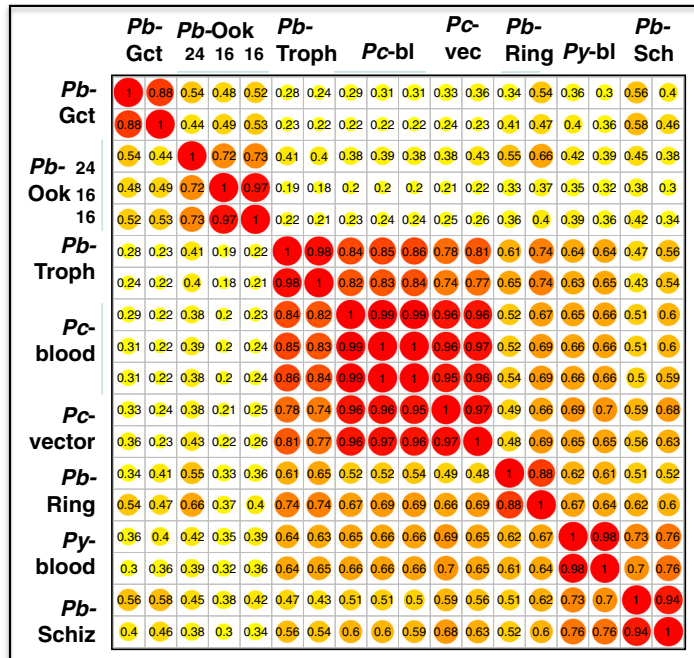 Pb- Pb-Ook Pb- Pc- Pb- Pb-
Gct 24 16 16 Troph Pc-bl vec Ring Py-bl Sch
Pb-
Gct
1 0.88 0.54 0.48 0.52 0.28 0.24 0.29 0.31 0.31 0.33 0.36 0.34 0.54 0.36 0.3 0.56 0.4
0.88 1 0.44 0.49 0.53 0.23 0.22 0.22 0.22 0.22 0.24 0.23 0.41 0.47 0.4 0.36 0.58 0.46
Pb- 24
Ook 16
16
0.54 0.44 1 0.72 0.73 0.41 0.4 0.38 0.39 0.38 0.38 0.43 0.55 0.66 0.42 0.39 0.45 0.38
0.48 0.49 0.72 1 0.97 0.19 0.18 0.2 0.2 0.2 0.21 0.22 0.33 0.37 0.35 0.32 0.38 0.3
0.52 0.53 0.73 0.97 1 0.22 0.21 0.23 0.24 0.24 0.25 0.26 0.36 0.4 0.39 0.36 0.42 0.34
Pb-
Troph
0.28 0.23 0.41 0.19 0.22 1 0.98 0.84 0.85 0.86 0.78 0.81 0.61 0.74 0.64 0.64 0.47 0.56
0.24 0.22 0.4 0.18 0.21 0.98 1 0.82 0.83 0.84 0.74 0.77 0.65 0.74 0.63 0.65 0.43 0.54
Pc-
blood
0.29 0.22 0.38 0.2 0.23 0.84 0.82 1 0.99 0.99 0.96 0.96 0.52 0.67 0.65 0.66 0.51 0.6
0.31 0.22 0.39 0.2 0.24 0.85 0.83 0.99 1 1 0.96 0.97 0.52 0.69 0.66 0.66 0.51 0.6
0.31 0.22 0.38 0.2 0.24 0.86 0.84 0.99 1 1 0.95 0.96 0.54 0.69 0.66 0.66 0.5 0.59
Pc-
vector
0.33 0.24 0.38 0.21 0.25 0.78 0.74 0.96 0.96 0.95 1 0.97 0.49 0.66 0.69 0.7 0.59 0.68
0.36 0.23 0.43 0.22 0.26 0.81 0.77 0.96 0.97 0.96 0.97 1 0.48 0.69 0.65 0.65 0.56 0.63
Pb-
Ring
0.34 0.41 0.55 0.33 0.36 0.61 0.65 0.52 0.52 0.54 0.49 0.48 1 0.88 0.62 0.61 0.51 0.52
0.54 0.47 0.66 0.37 0.4 0.74 0.74 0.67 0.69 0.69 0.66 0.69 0.88 1 0.67 0.64 0.62 0.6
Py-
blood
0.36 0.4 0.42 0.35 0.39 0.64 0.63 0.65 0.66 0.66 0.69 0.65 0.62 0.67 1 0.98 0.73 0.76
0.3 0.36 0.39 0.32 0.36 0.64 0.65 0.66 0.66 0.66 0.7 0.65 0.61 0.64 0.98 1 0.7 0.76
Pb-
Schiz
0.56 0.58 0.45 0.38 0.42 0.47 0.43 0.51 0.51 0.5 0.59 0.56 0.51 0.62 0.73 0.7 1 0.94
0.4 0.46 0.38 0.3 0.34 0.56 0.54 0.6 0.6 0.59 0.68 0.63 0.52 0.6 0.76 0.76 0.94 1